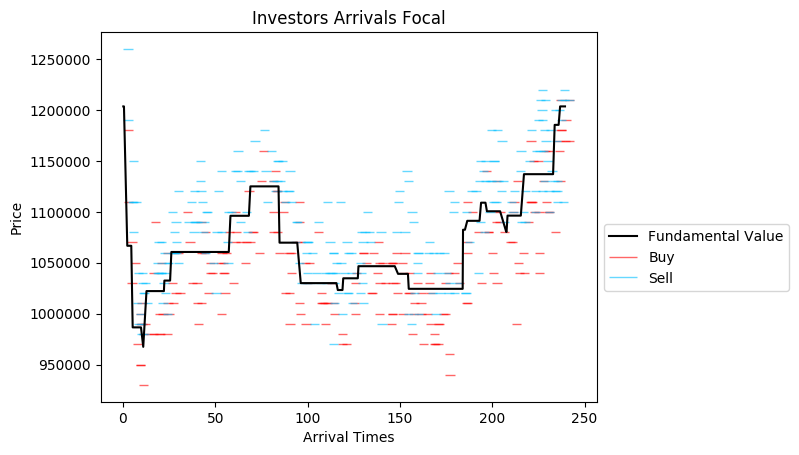 Investors Arrivals Focal
1250000
1200000
1150000
1100000
1050000
1000000
950000
Price
0 50 100 150 200 250
Arrival Times
Fundamental Value
Buy
Sell